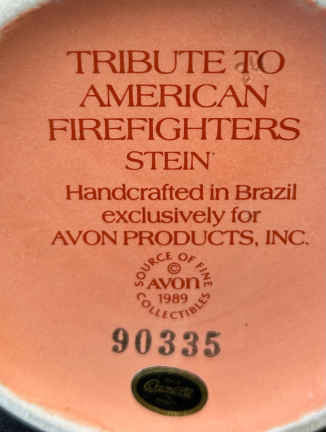 TRIBUTE TO
AMERICAN
FIREFIGHTERS
STEIN
Handcrafted in Brazil
exclusively for
AVON PRODUCTS, INC.
SOURCE OF FINE
©
AVON
1989
COLLECTIBLES
90335